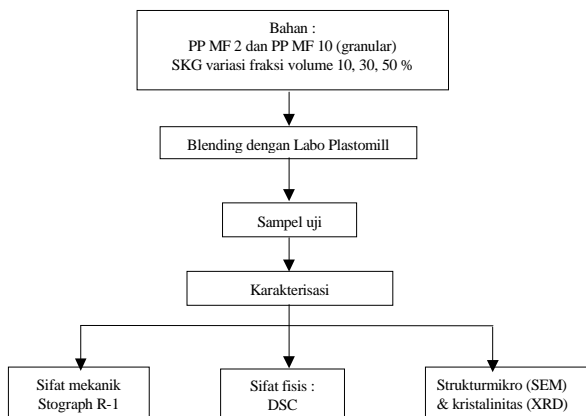 Bahan :
PP MF 2 dan PP MF 10 (granular)
SKG variasi fraksi volume 10, 30, 50 %
Blending dengan Labo Plastomill
Sampel uji
Karakterisasi
Sifat mekanik
Stograph R-1
Sifat fisis :
DSC
Strukturmikro (SEM)
& kristalinitas (XRD)